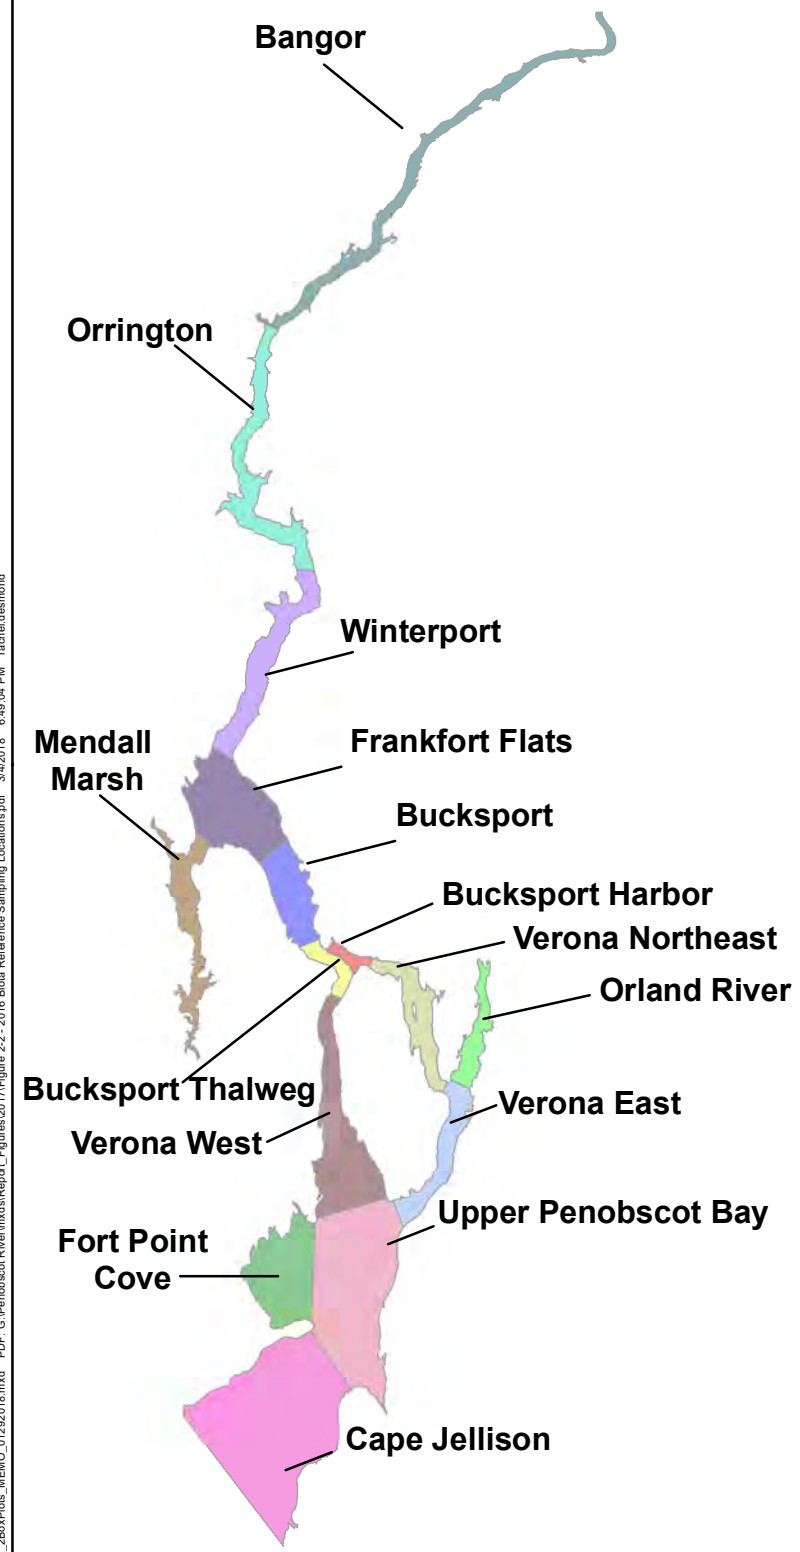 Bangor
Orrington
Winterport
Mendall
Marsh
Frankfort Flats
Bucksport
Bucksport Harbor
Verona Northeast
Orland River
Bucksport Thalweg
Verona East
Verona West
Upper Penobscot Bay
Fort Point
Cove
Cape Jellison